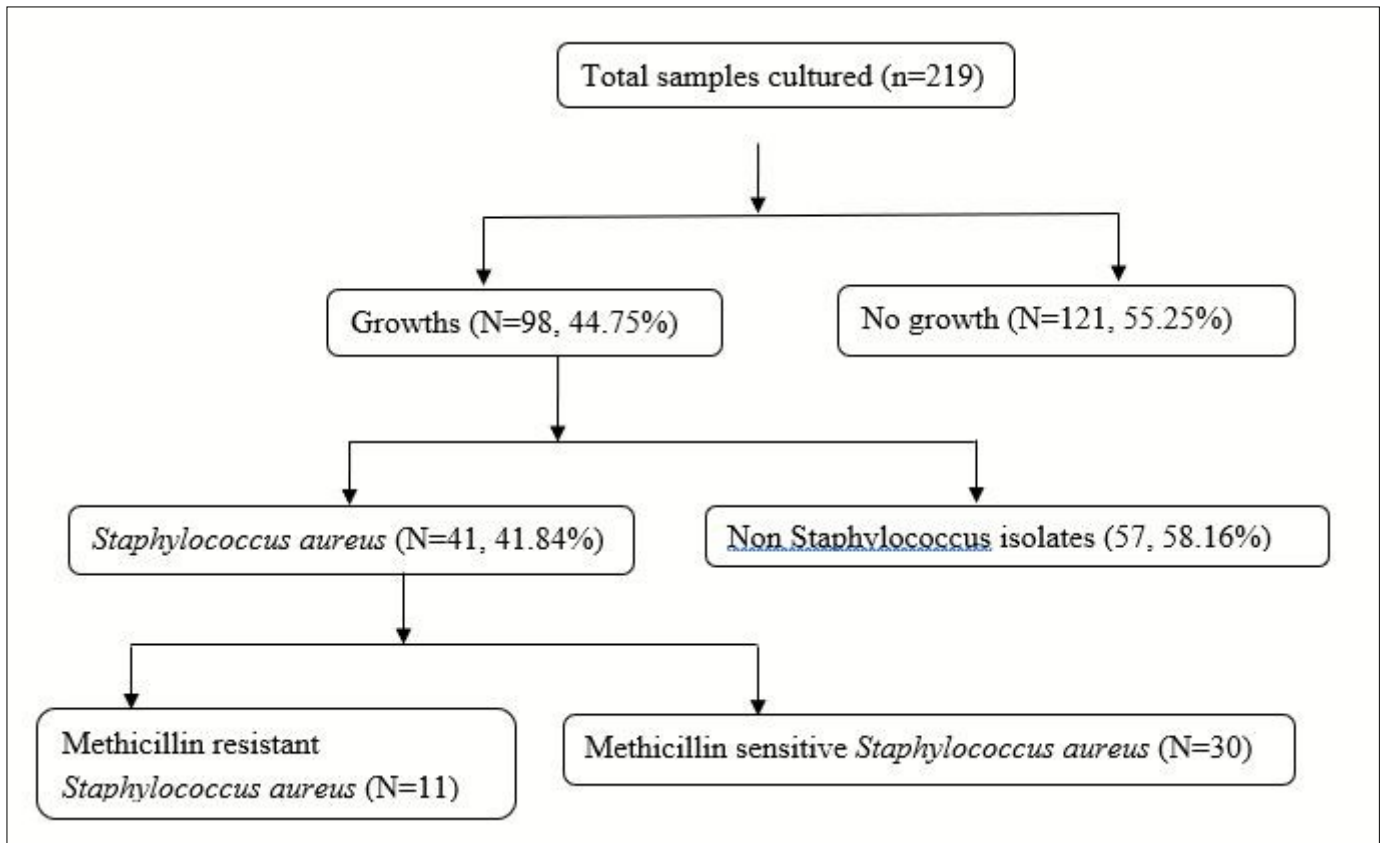 Total samples cultured (n=219)
Growths (N=98, 44.75%)
No growth (N=121, 55.25%)
Staphylococcus aureus (N=41, 41.84%)
Non Staphylococcus isolates (57, 58.16%)
Methicillin resistant
Staphylococcus aureus (N=11)
Methicillin sensitive Staphylococcus aureus (N=30)